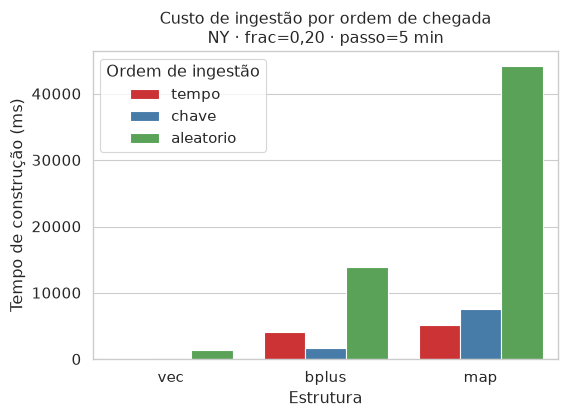 Custo de ingestão por ordem de chegada
NY · frac=0,20 · passo=5 min
Ordem de ingestão
tempo
chave
aleatorio
Tempo de construção (ms)
40000
30000
20000
10000
0
vec
bplus
map
Estrutura